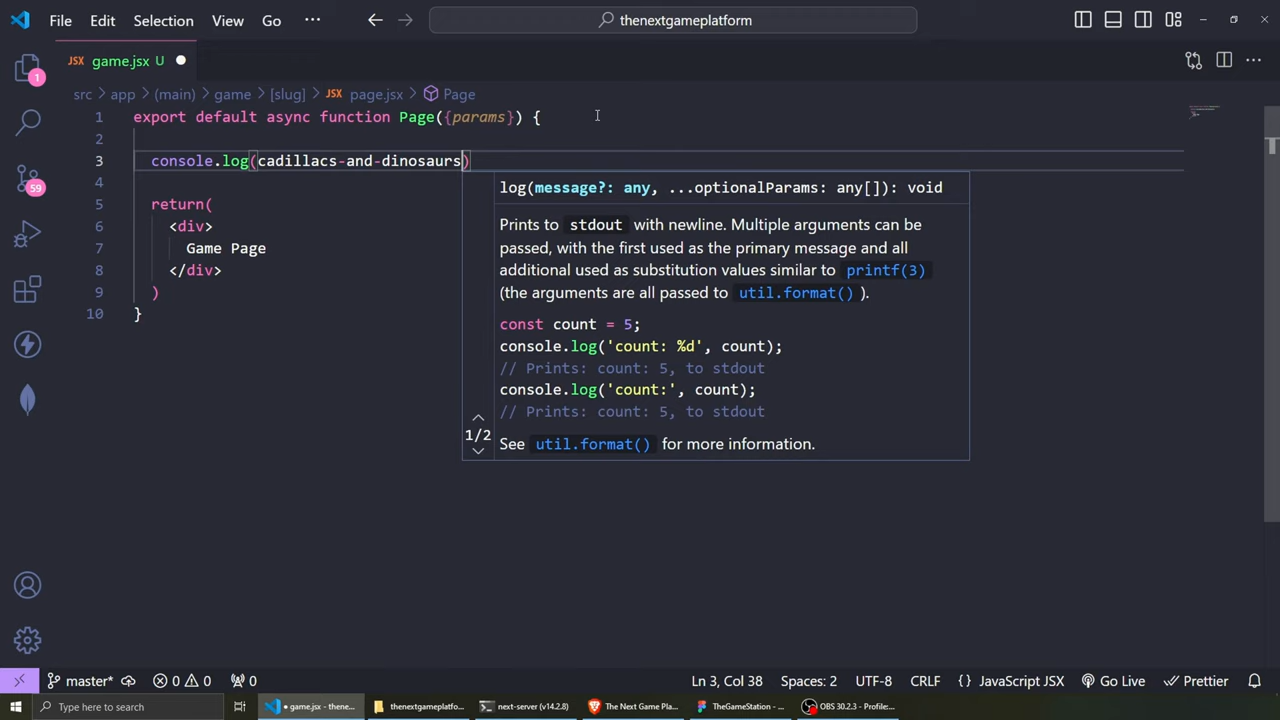 File Edit Selection View Go ··· thenextgameplatform
1
59
JSX game.jsx U
src > app > (main) > game > [slug] > JSX page.jsx > Page
1 export default async function Page({params}) {
2
3 console.log(cadillacs-and-dinosaurs)
4
5 return(
6 <div>
7 Game Page
8 </div>
9 )
10 }
log(message?: any, ...optionalParams: any[]): void
Prints to stdout with newline. Multiple arguments can be
passed, with the first used as the primary message and all
additional used as substitution values similar to printf(3)
(the arguments are all passed to util.format() ).
const count = 5;
console.log('count: %d', count);
// Prints: count: 5, to stdout
console.log('count:', count);
// Prints: count: 5, to stdout
1/2
See util.format() for more information.
master* 0 0 0 Ln 3, Col 38 Spaces: 2 UTF-8 CRLF {} JavaScript JSX Go Live Prettier
Type here to search game.jsx - thene... thenextgameplatfo... next-server (v14.2.8) The Next Game Pla... TheGameStation - ... OBS 30.2.3 - Profile:...